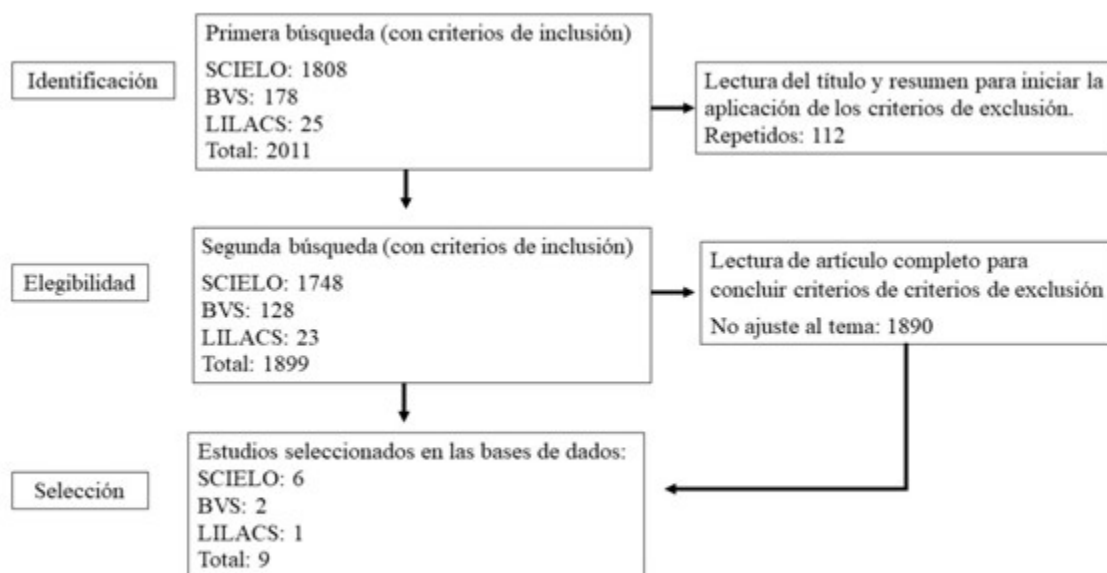 Identificación
Primera búsqueda (con criterios de inclusión)
SCIELO: 1808
BVS: 178
LILACS: 25
Total: 2011
Lectura del título y resumen para iniciar la
aplicación de los criterios de exclusión.
Repetidos: 112
Elegibilidad
Segunda búsqueda (con criterios de inclusión)
SCIELO: 1748
BVS: 128
LILACS: 23
Total: 1899
Lectura de artículo completo para
concluir criterios de criterios de exclusión
No ajuste al tema: 1890
Selección
Estudios seleccionados en las bases de dados:
SCIELO: 6
BVS: 2
LILACS: 1
Total: 9